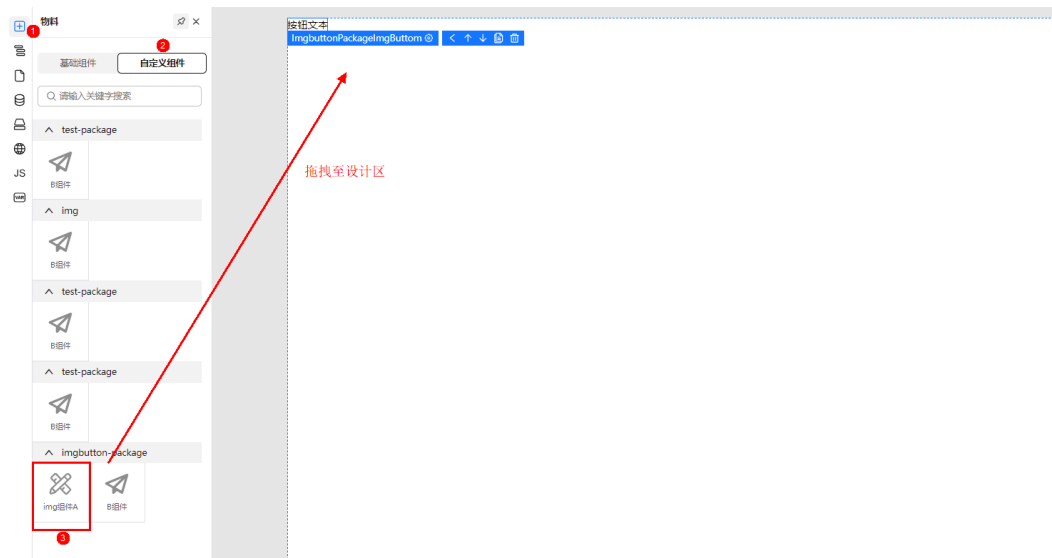 物料
1
2
基础组件
自定义组件
请输入关键字搜索
test-package
B组件
img
B组件
test-package
B组件
test-package
B组件
imgbutton-package
img组件A
B组件
3
JS
VAR
按钮文本
ImgbuttonPackageImgButtom
拖拽至设计区